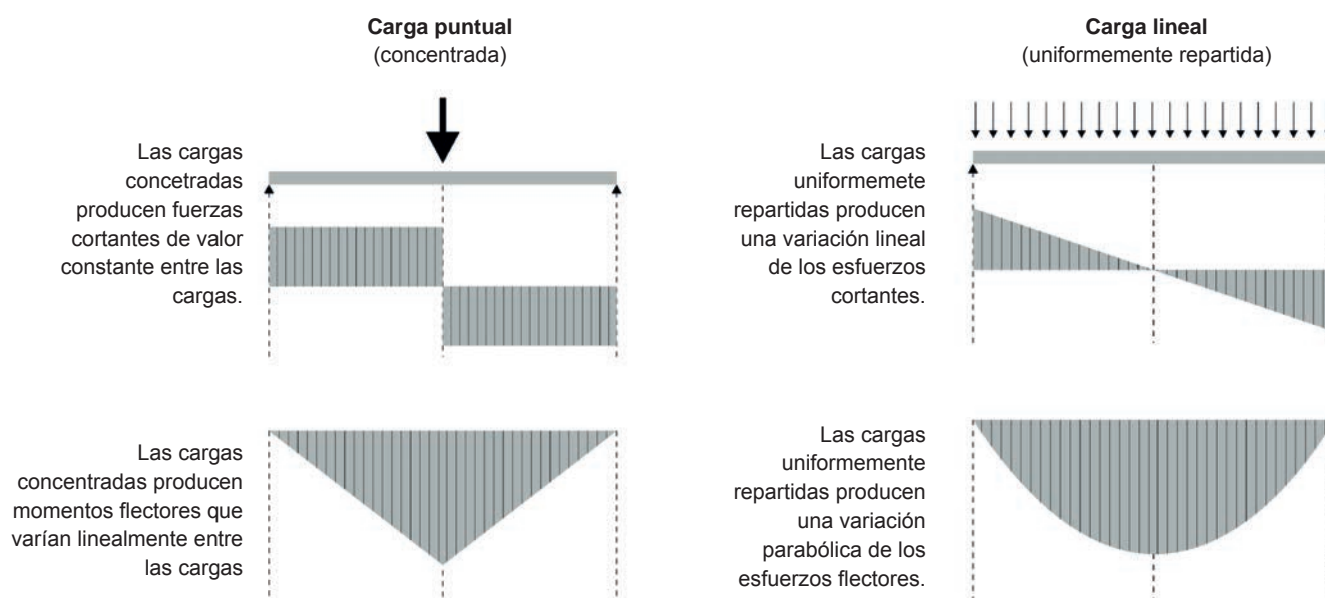 Carga puntual
(concentrada)
Las cargas
concetradas
producen fuerzas
cortantes de valor
constante entre las
cargas.
Las cargas
concentradas producen
momentos flectores que
varían linealmente entre
las cargas
Carga lineal
(uniformemente repartida)
Las cargas
uniformemete
repartidas producen
una variación lineal
de los esfuerzos
cortantes.
Las cargas
uniformemente
repartidas producen
una variación
parabólica de los
esfuerzos flectores.